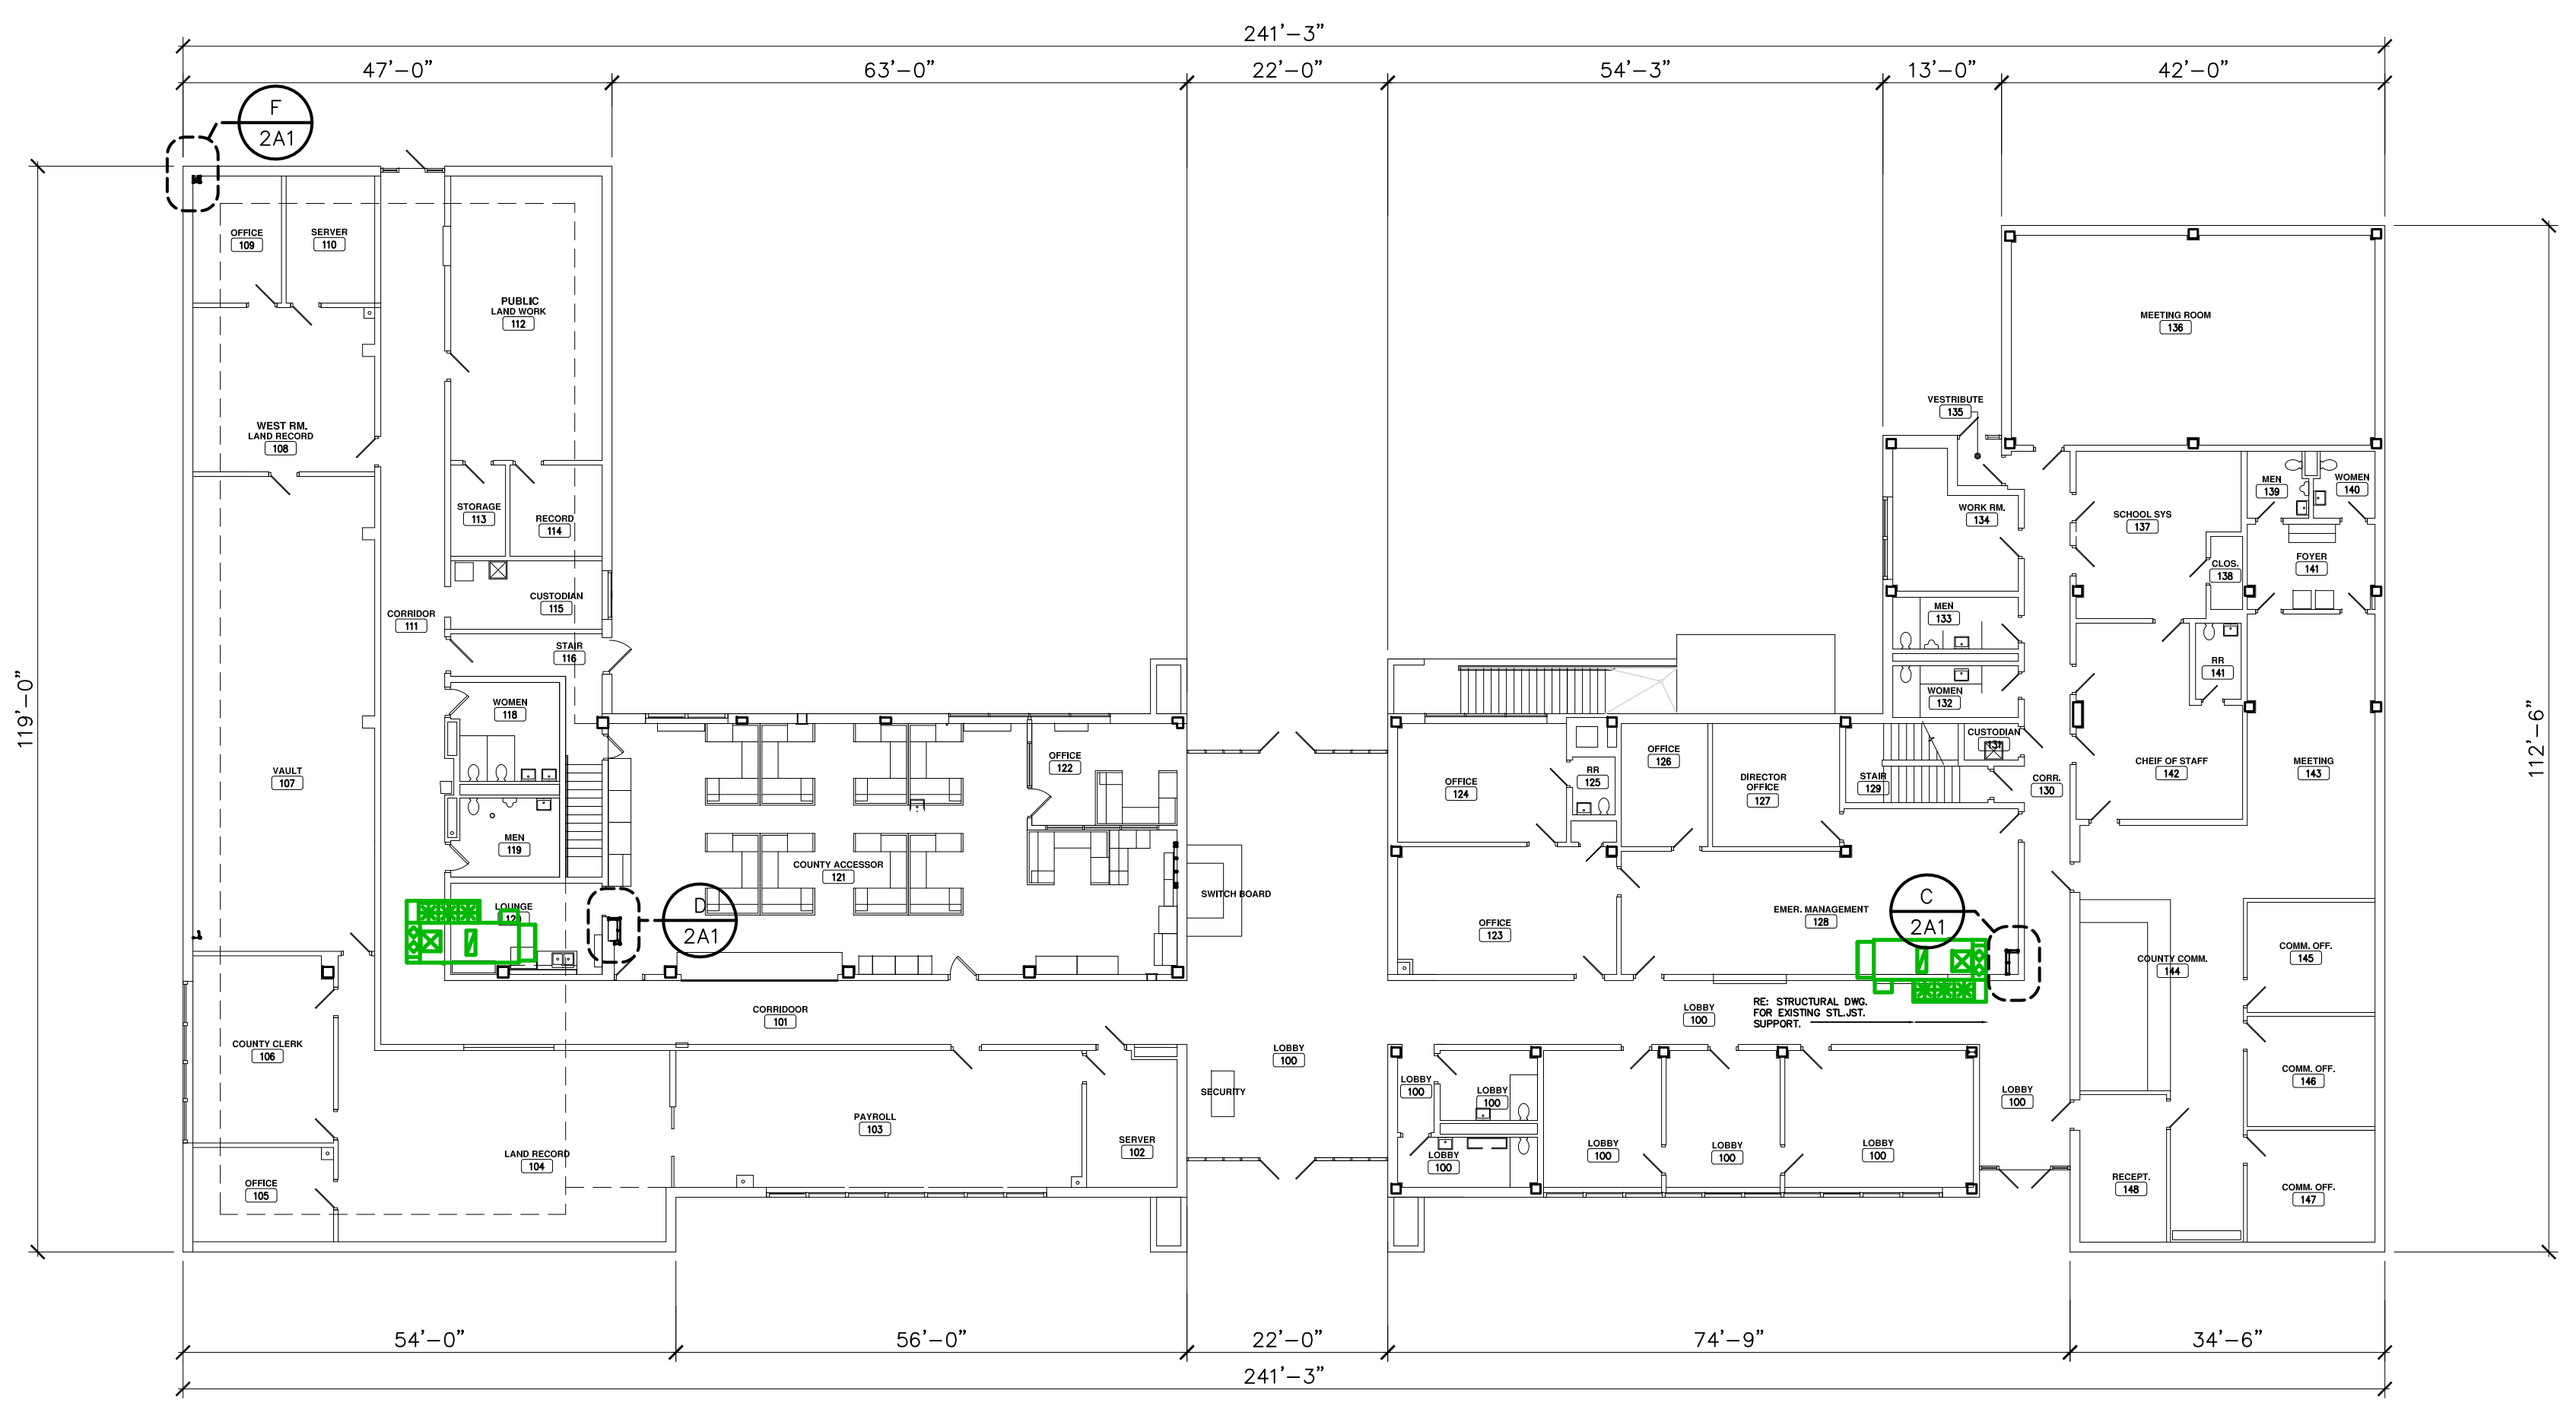 241'-3"
47'-0"
63'-0"
22'-0"
54'-3"
13'-0"
42'-0"
F
2A1
119'-0"
112'-6"
OFFICE
109
SERVER
110
PUBLIC
LAND WORK
112
MEETING ROOM
136
VESTRIBUTE
135
WEST RM.
LAND RECORD
108
STORAGE
113
RECORD
114
WORK RM.
134
SCHOOL SYS
137
MEN
139
WOMEN
140
FOYER
141
CLOS.
138
CORRIDOR
111
CUSTODIAN
115
STAIR
116
MEN
133
RR
141
WOMEN
132
WOMEN
118
VAULT
107
MEN
119
OFFICE
122
OFFICE
124
RR
125
OFFICE
126
DIRECTOR
OFFICE
127
STAIR
129
CUSTODIAN
131
CORR.
130
CHEIF OF STAFF
142
MEETING
143
COUNTY ACCESSOR
121
SWITCH BOARD
LOUNGE
120
D
2A1
OFFICE
123
EMER. MANAGEMENT
128
C
2A1
COUNTY COMM.
144
COMM. OFF.
145
CORRIDOOR
101
LOBBY
100
RE: STRUCTURAL DWG.
FOR EXISTING STL.JST.
SUPPORT.
COUNTY CLERK
106
LOBBY
100
SECURITY
LOBBY
100
LOBBY
100
LOBBY
100
COMM. OFF.
146
PAYROLL
103
SERVER
102
LAND RECORD
104
OFFICE
105
LOBBY
100
LOBBY
100
LOBBY
100
LOBBY
100
RECEPT.
148
COMM. OFF.
147
54'-0"
56'-0"
22'-0"
74'-9"
34'-6"
241'-3"